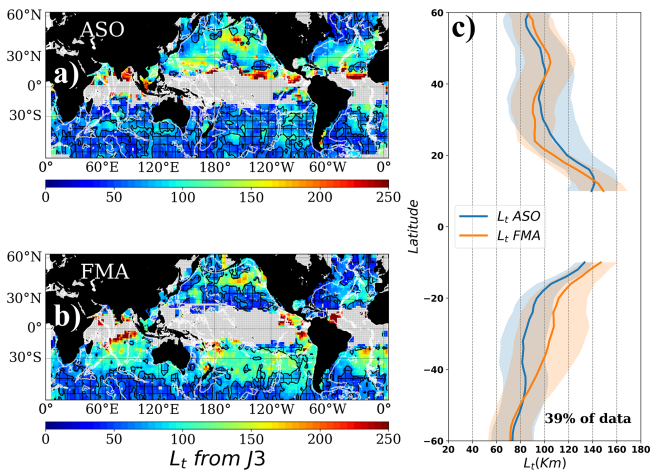 ASO
a)
60°N
30°N
0°
30°S
0° 60°E 120°E 180° 120°W 60°W 0°
0 50 100 150 200 250
FMA
b)
60°N
30°N
0°
30°S
0° 60°E 120°E 180° 120°W 60°W 0°
0 50 100 150 200 250
L_t from J3
c)
60
40
20
0
−20
−40
−60
Latitude
L_t ASO
L_t FMA
39% of data
20 40 60 80 100 120 140 160 180
L_t(Km)